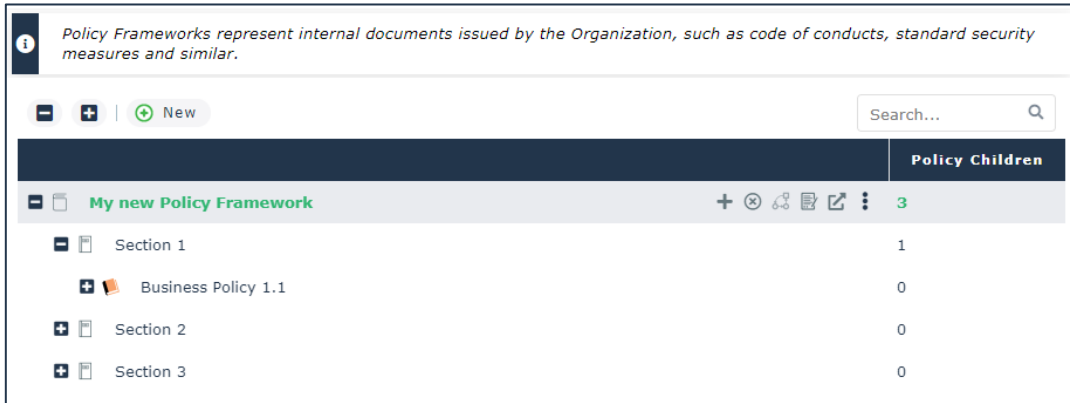 Policy Frameworks represent internal documents issued by the Organization, such as code of conducts, standard security
measures and similar.
New
Search...
Policy Children
My new Policy Framework 3
Section 1 1
Business Policy 1.1 0
Section 2 0
Section 3 0